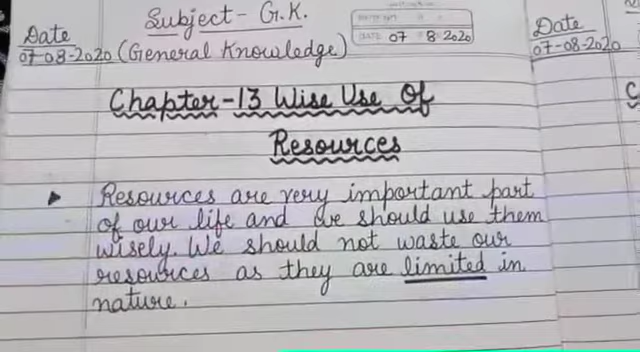 Subject - G.K.
Date
07-08-2020 (General Knowledge)
DATE 07 8 2020
Date
07-08-2020
Chapter-13 Wise Use Of
Resources
Resources are very important part
of our life and we should use them
wisely. We should not waste our
resources as they are limited in
nature.